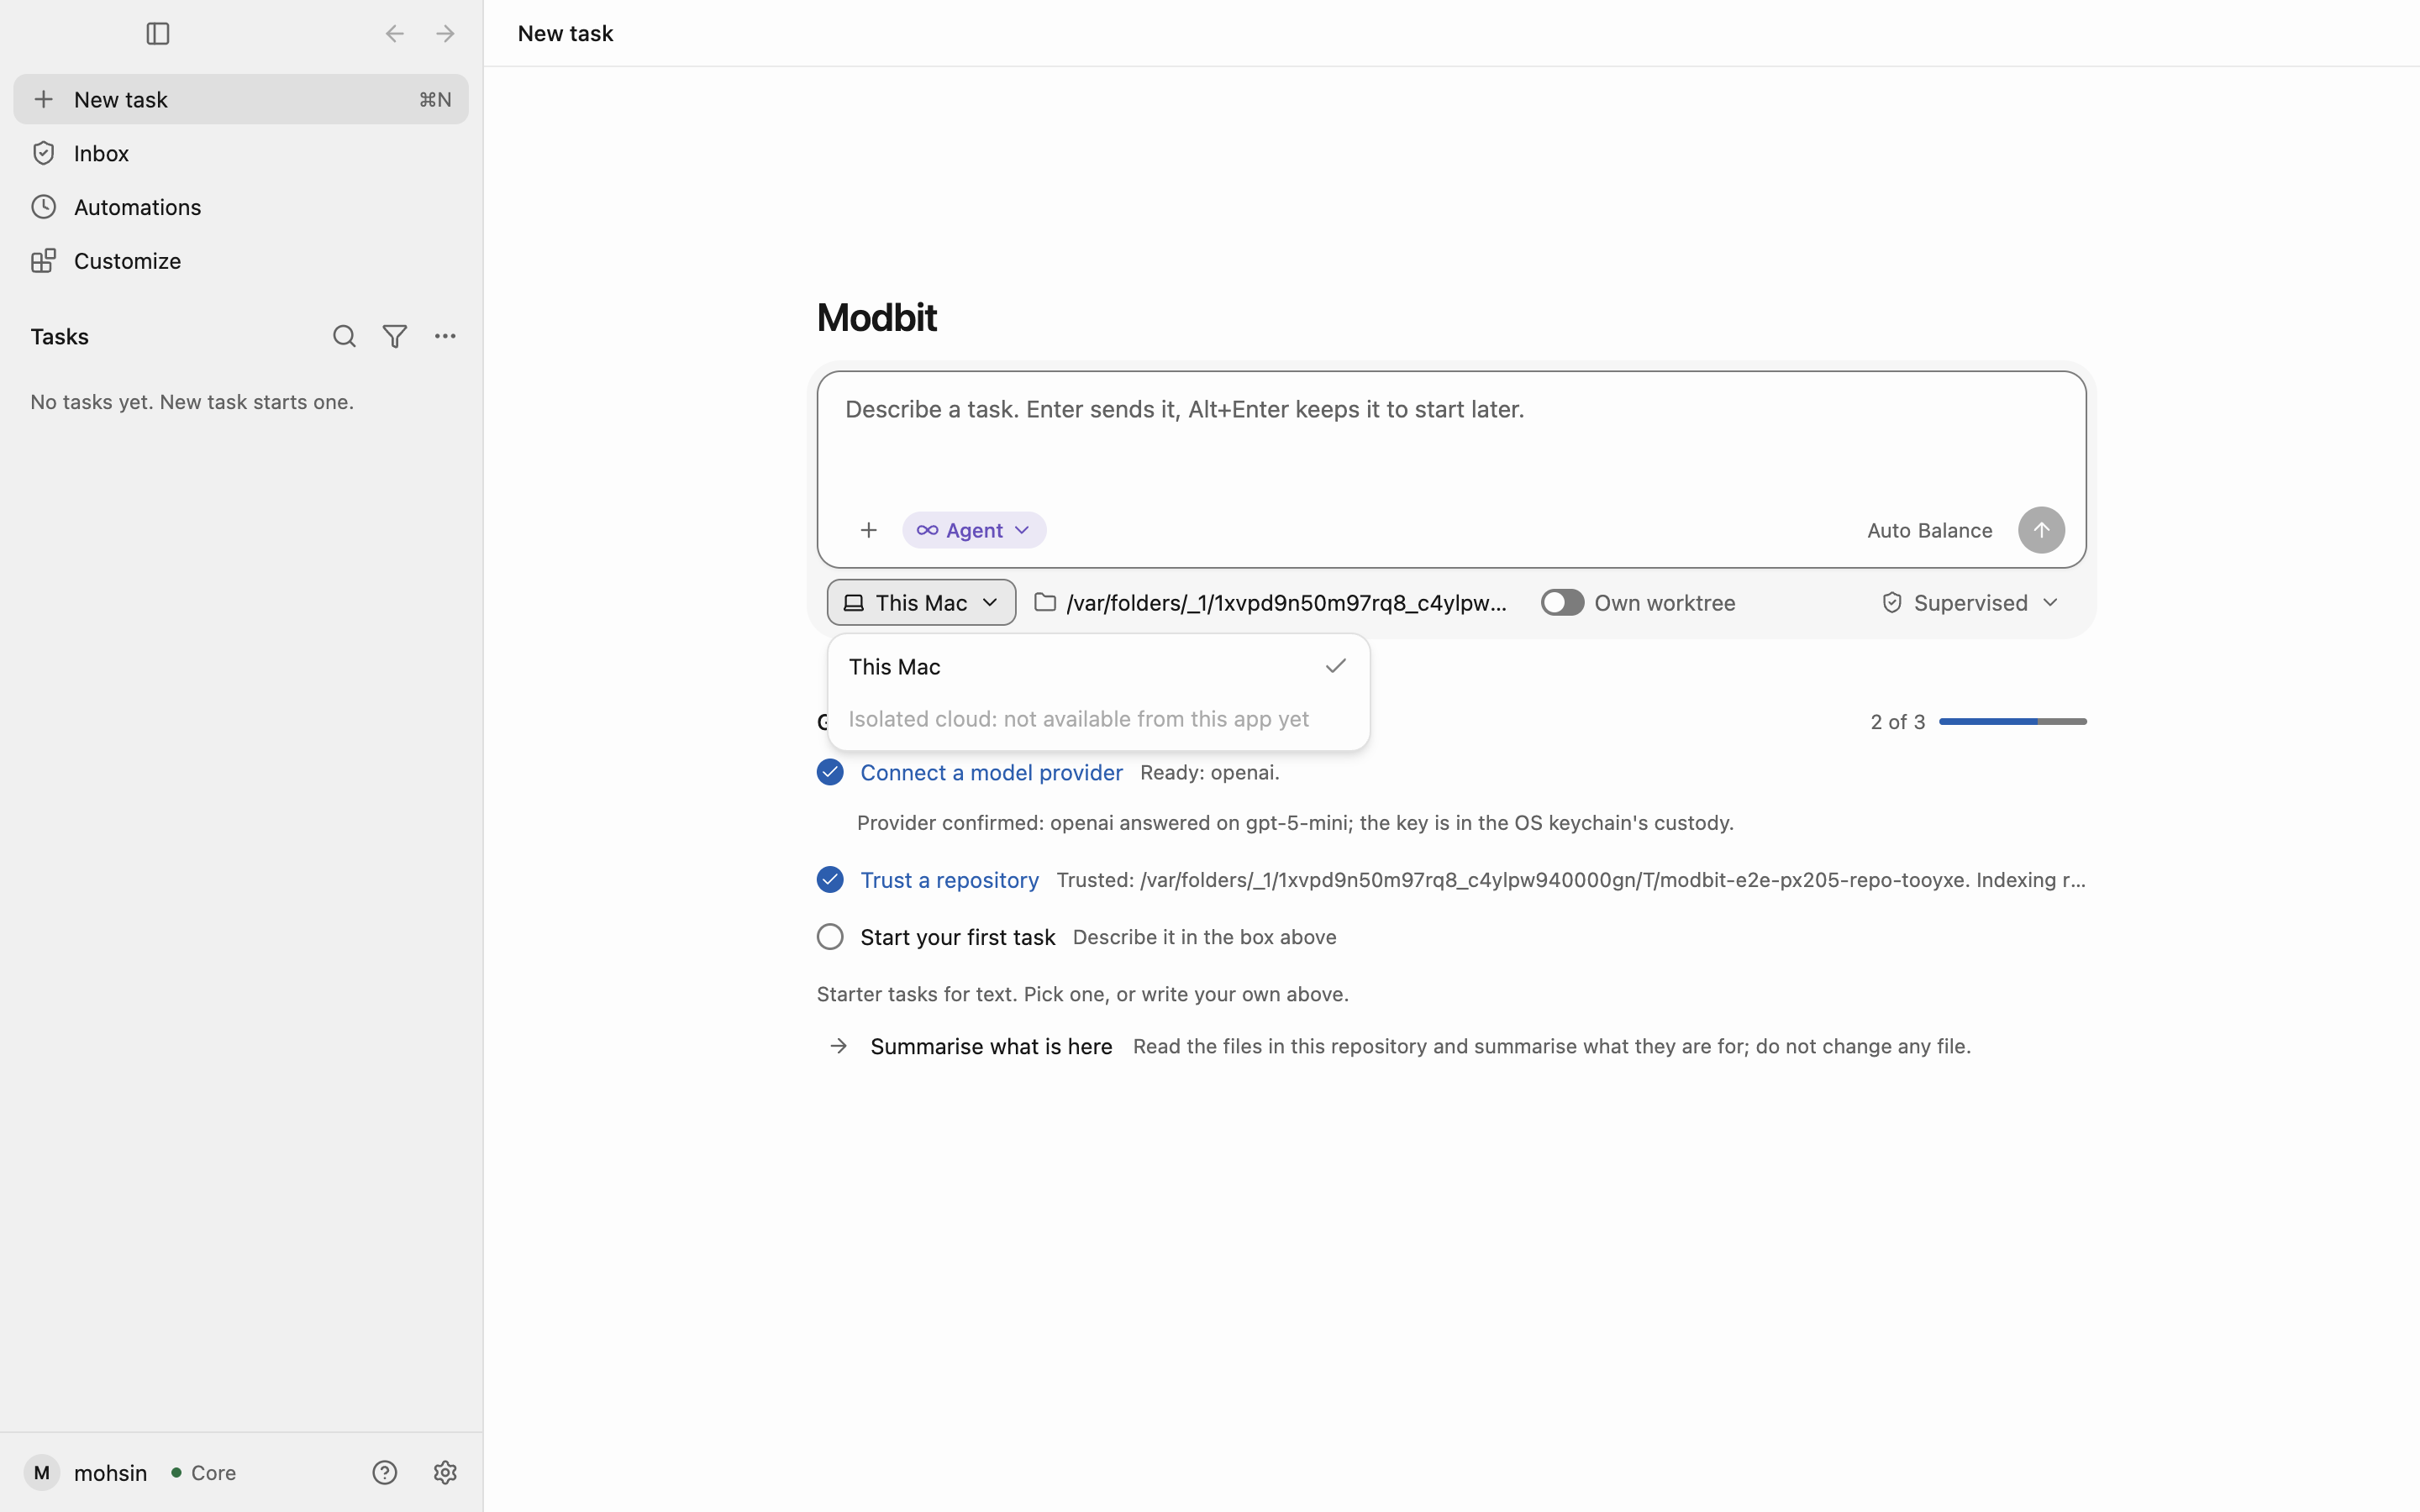 New task
New task ⌘N
Inbox
Automations
Customize
Tasks
No tasks yet. New task starts one.
Modbit
Describe a task. Enter sends it, Alt+Enter keeps it to start later.
Agent
Auto Balance
This Mac
/var/folders/_1/1xvpd9n50m97rq8_c4ylpw...
Own worktree
Supervised
This Mac
Isolated cloud: not available from this app yet
2 of 3
Connect a model provider Ready: openai.
Provider confirmed: openai answered on gpt-5-mini; the key is in the OS keychain's custody.
Trust a repository Trusted: /var/folders/_1/1xvpd9n50m97rq8_c4ylpw940000gn/T/modbit-e2e-px205-repo-tooyxe. Indexing r...
Start your first task Describe it in the box above
Starter tasks for text. Pick one, or write your own above.
Summarise what is here Read the files in this repository and summarise what they are for; do not change any file.
M mohsin Core